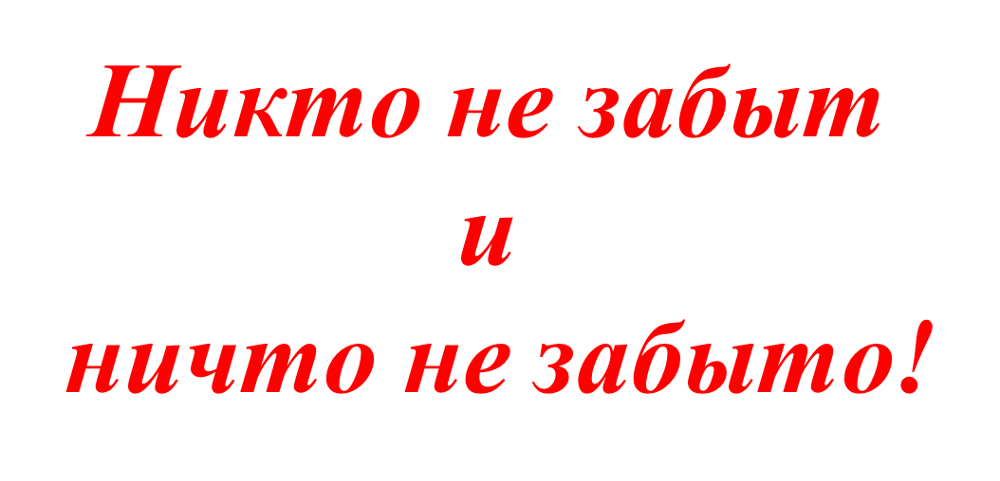 Никто не забыт
и
ничто не забыто!